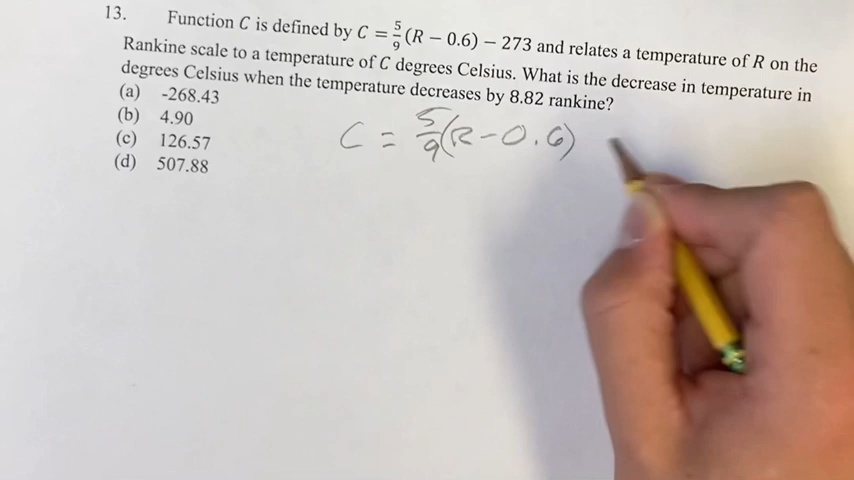 13. Function C is defined by C = 5/9 (R − 0.6) − 273 and relates a temperature of R on the
Rankine scale to a temperature of C degrees Celsius. What is the decrease in temperature in
degrees Celsius when the temperature decreases by 8.82 rankine?
(a) -268.43
(b) 4.90
(c) 126.57
(d) 507.88
C = 5/9 (R − 0.6)